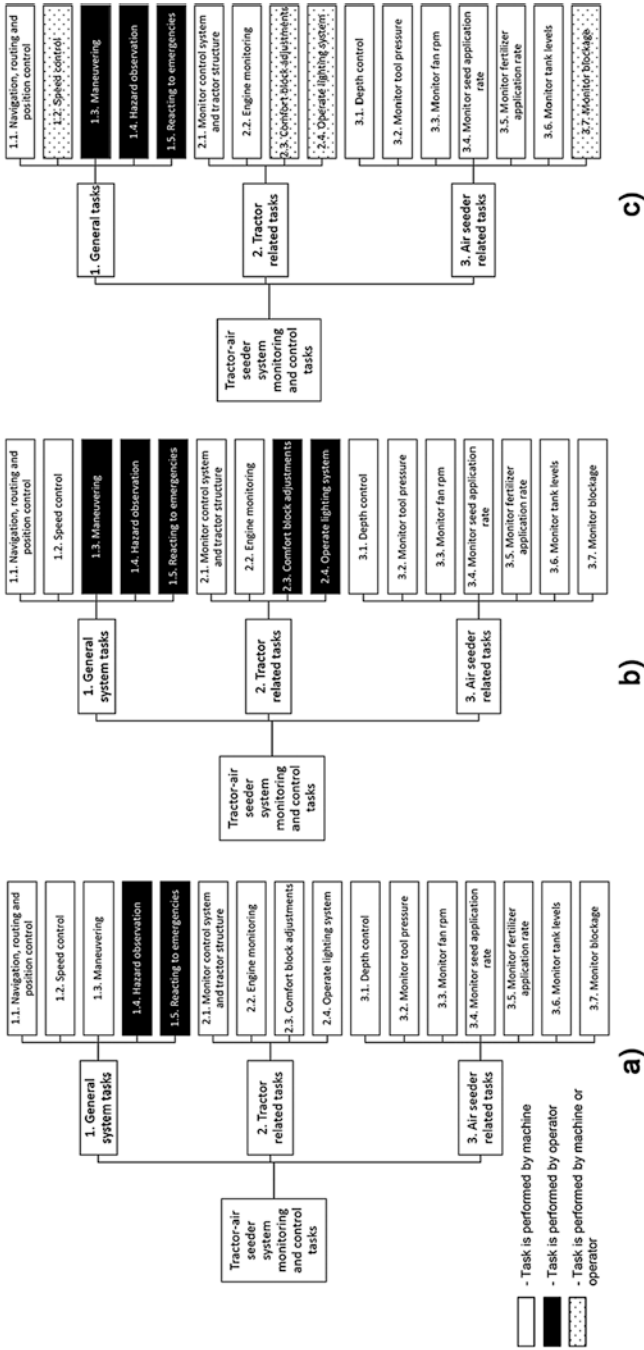 Tractor-air
seeder
system
monitoring
and control
tasks
1. General
system tasks
1.1. Navigation, routing and
position control
1.2. Speed control
1.3. Maneuvering
1.4. Hazard observation
1.5. Reacting to emergencies
2. Tractor
related tasks
2.1. Monitor control system
and tractor structure
2.2. Engine monitoring
2.3. Comfort block adjustments
2.4. Operate lighting system
3. Air seeder
related tasks
3.1. Depth control
3.2. Monitor tool pressure
3.3. Monitor fan rpm
3.4. Monitor seed application
rate
3.5. Monitor fertilizer
application rate
3.6. Monitor tank levels
3.7. Monitor blockage
a)
- Task is performed by machine
- Task is performed by operator
- Task is performed by machine or
operator
Tractor-air
seeder
system
monitoring
and control
tasks
1. General
system tasks
1.1. Navigation, routing and
position control
1.2. Speed control
1.3. Maneuvering
1.4. Hazard observation
1.5. Reacting to emergencies
2. Tractor
related tasks
2.1. Monitor control system
and tractor structure
2.2. Engine monitoring
2.3. Comfort block adjustments
2.4. Operate lighting system
3. Air seeder
related tasks
3.1. Depth control
3.2. Monitor tool pressure
3.3. Monitor fan rpm
3.4. Monitor seed application
rate
3.5. Monitor fertilizer
application rate
3.6. Monitor tank levels
3.7. Monitor blockage
b)
Tractor-air seeder
system monitoring
and control
tasks
1. General tasks
1.1. Navigation, routing and
position control
1.2. Speed control
1.3. Maneuvering
1.4. Hazard observation
1.5. Reacting to emergencies
2. Tractor
related tasks
2.1. Monitor control system
and tractor structure
2.2. Engine monitoring
2.3. Comfort block adjustments
2.4. Operate lighting system
3. Air seeder
related tasks
3.1. Depth control
3.2. Monitor tool pressure
3.3. Monitor fan rpm
3.4. Monitor seed application
rate
3.5. Monitor fertilizer
application rate
3.6. Monitor tank levels
3.7. Monitor blockage
c)